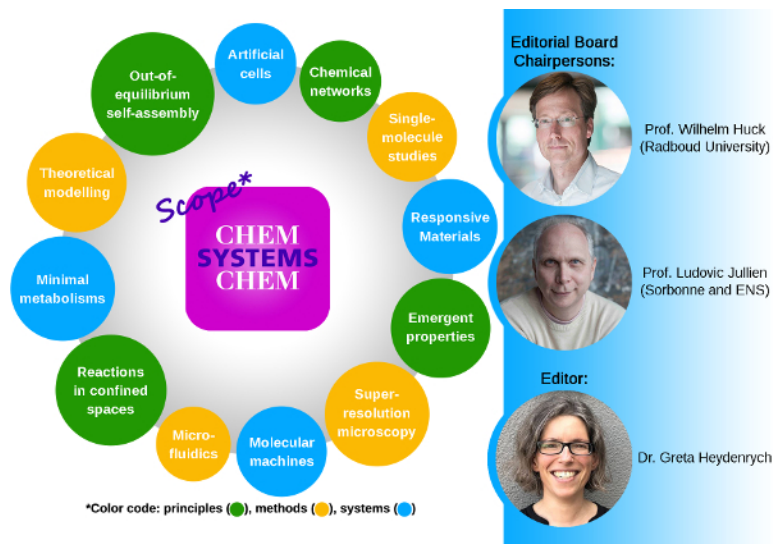 Out-of-
equilibrium
self-assembly
Artificial
cells
Chemical
networks
Single-
molecule
studies
Responsive
Materials
Emergent
properties
Super-
resolution
microscopy
Molecular
machines
Micro-
fluidics
Reactions
in confined
spaces
Minimal
metabolisms
Theoretical
modelling
Scope*
CHEM
SYSTEMS
CHEM
*Color code: principles (), methods (), systems ()
Editorial Board
Chairpersons:
Prof. Wilhelm Huck
(Radboud University)
Prof. Ludovic Jullien
(Sorbonne and ENS)
Editor:
Dr. Greta Heydenrych